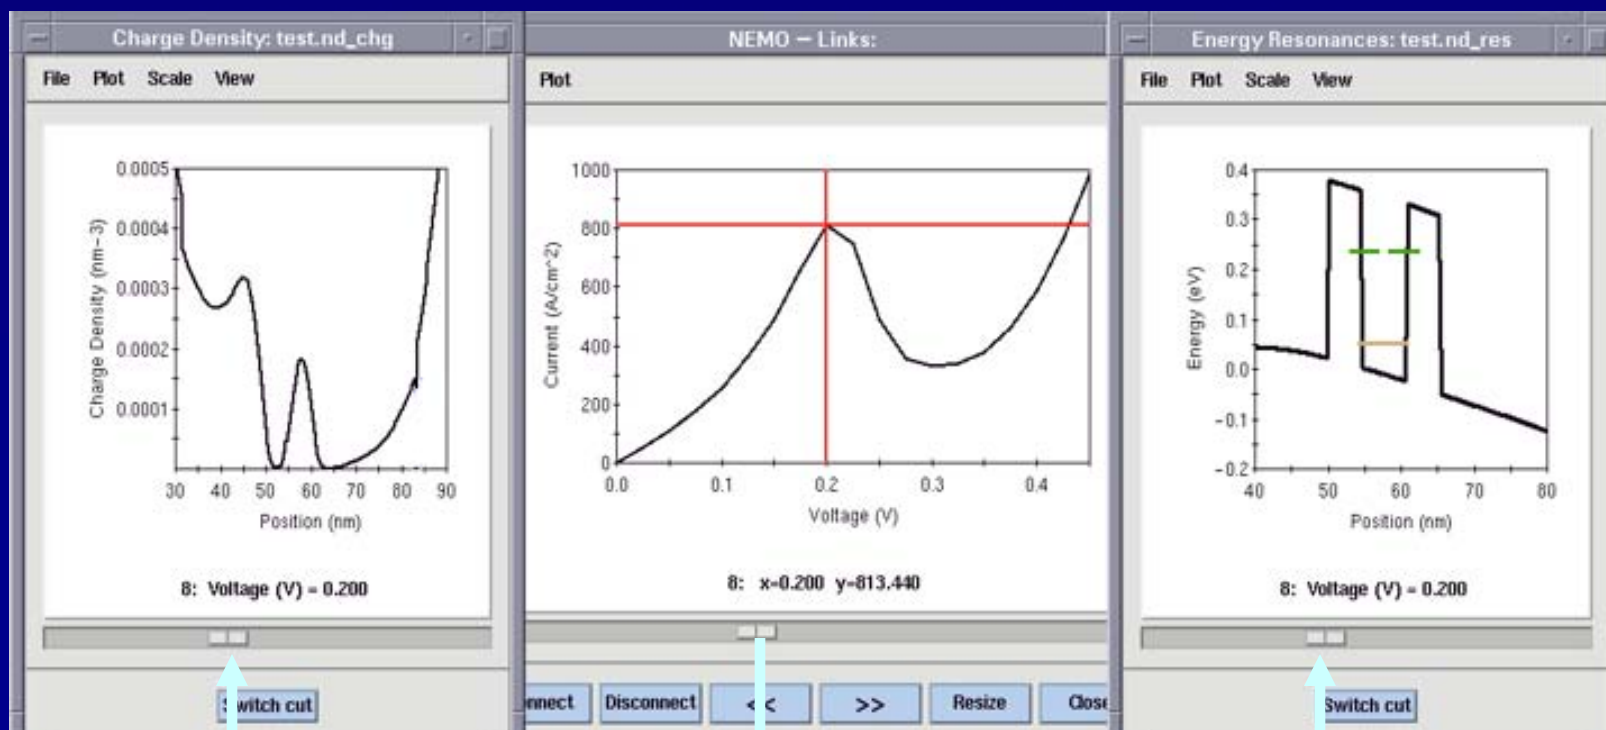 Charge Density: test.nd_chg
File Plot Scale View
0.0005
0.0004
0.0003
0.0002
0.0001
Charge Density (nm-3)
30 40 50 60 70 80 90
Position (nm)
8: Voltage (V) = 0.200
Switch cut
NEMO – Links:
Plot
1000
800
600
400
200
0
Current (A/cm^2)
0.0 0.1 0.2 0.3 0.4
Voltage (V)
8: x=0.200 y=813.440
nnect Disconnect << >> Resize Close
Energy Resonances: test.nd_res
File Plot Scale View
0.4
0.3
0.2
0.1
0.0
-0.1
-0.2
Energy (eV)
40 50 60 70 80
Position (nm)
8: Voltage (V) = 0.200
Switch cut